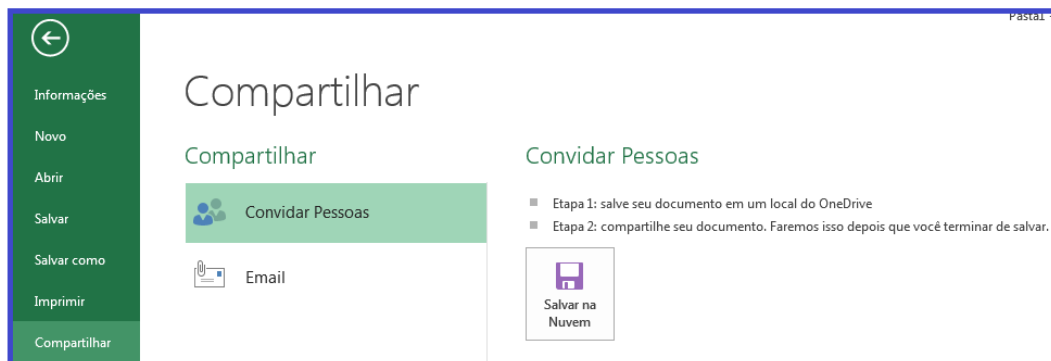 Pasta1 -
Informações
Novo
Abrir
Salvar
Salvar como
Imprimir
Compartilhar
Compartilhar
Compartilhar
Convidar Pessoas
Email
Convidar Pessoas
Etapa 1: salve seu documento em um local do OneDrive
Etapa 2: compartilhe seu documento. Faremos isso depois que você terminar de salvar.
Salvar na
Nuvem